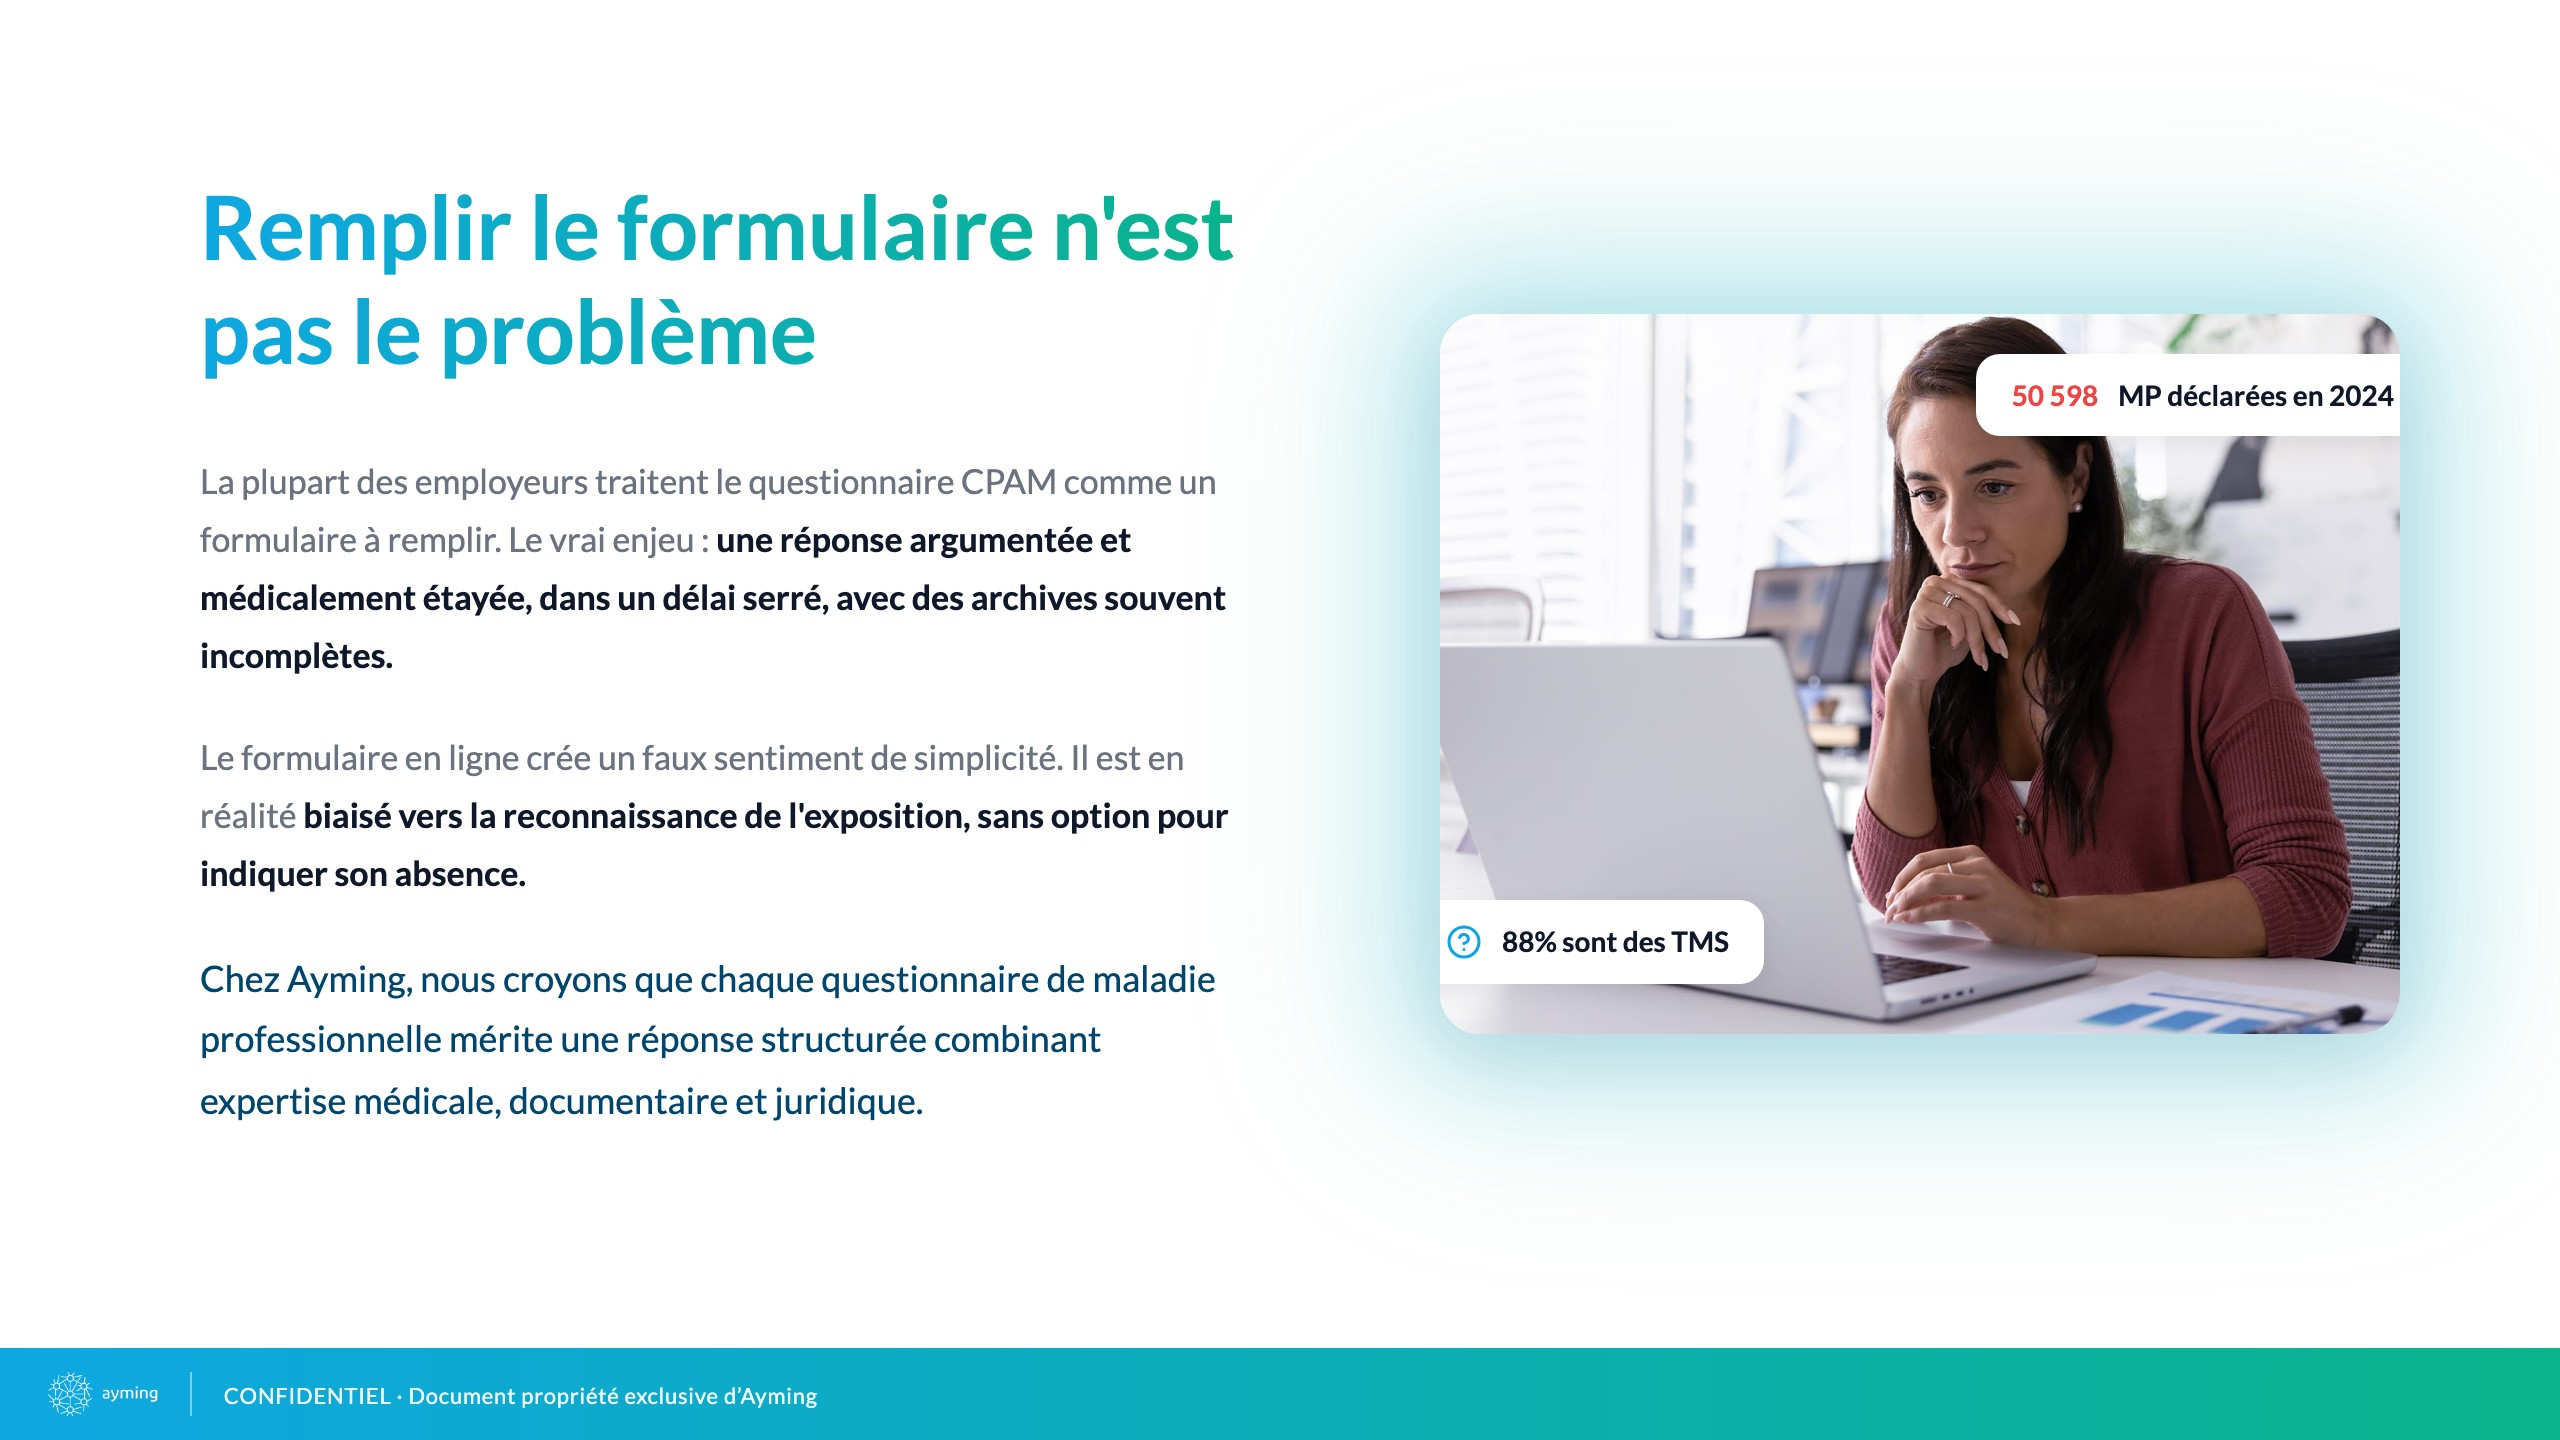 Remplir le formulaire n'est
pas le problème
La plupart des employeurs traitent le questionnaire CPAM comme un
formulaire à remplir. Le vrai enjeu : une réponse argumentée et
médicalement étayée, dans un délai serré, avec des archives souvent
incomplètes.
Le formulaire en ligne crée un faux sentiment de simplicité. Il est en
réalité biaisé vers la reconnaissance de l'exposition, sans option pour
indiquer son absence.
Chez Ayming, nous croyons que chaque questionnaire de maladie
professionnelle mérite une réponse structurée combinant
expertise médicale, documentaire et juridique.
50 598 MP déclarées en 2024
88% sont des TMS
ayming
CONFIDENTIEL · Document propriété exclusive d’Ayming